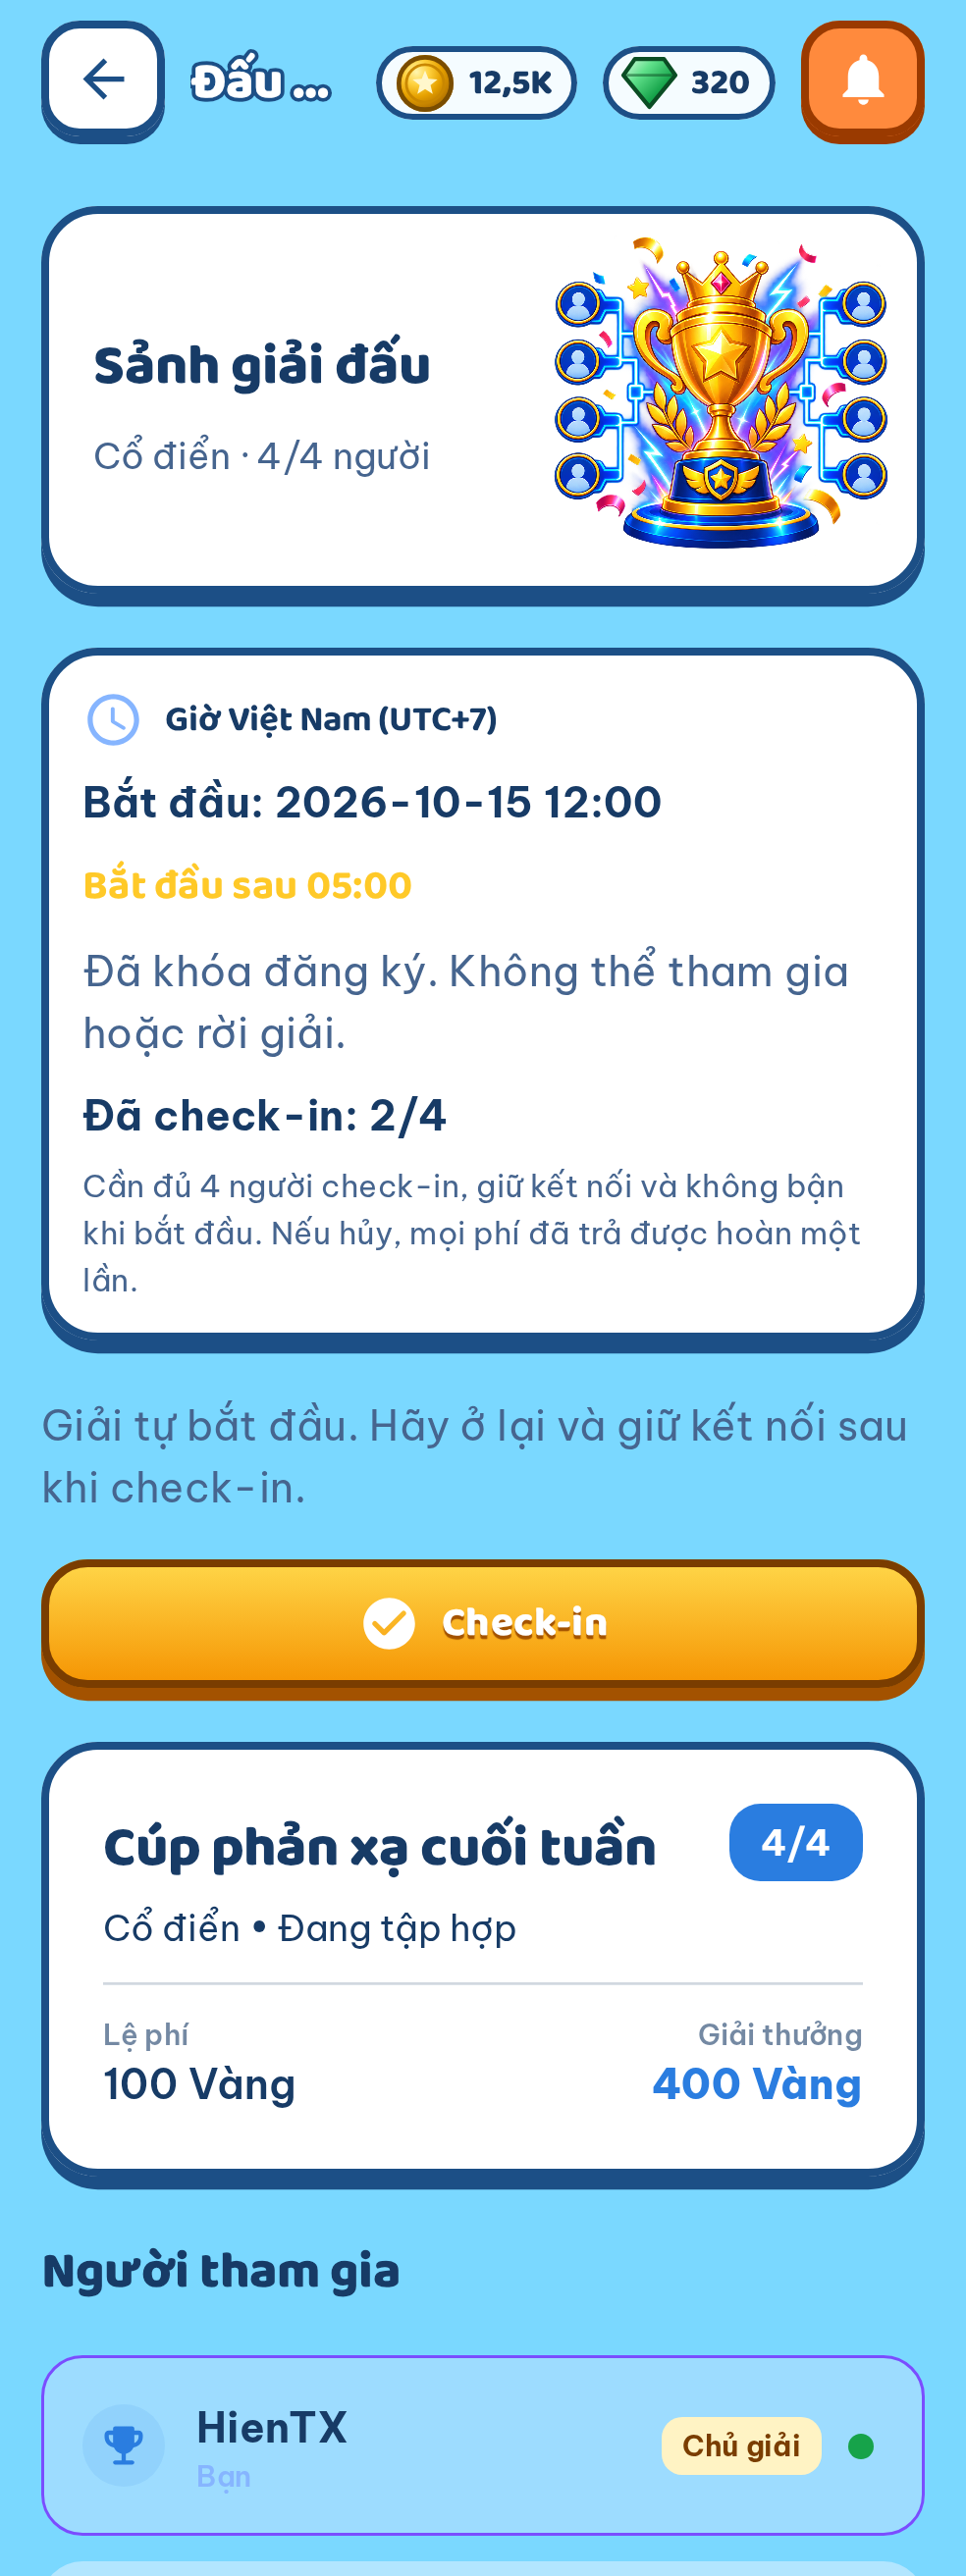 Đấu ...
12,5K
320
Sảnh giải đấu
Cổ điển · 4/4 người
Giờ Việt Nam (UTC+7)
Bắt đầu: 2026-10-15 12:00
Bắt đầu sau 05:00
Đã khóa đăng ký. Không thể tham gia
hoặc rời giải.
Đã check-in: 2/4
Cần đủ 4 người check-in, giữ kết nối và không bận
khi bắt đầu. Nếu hủy, mọi phí đã trả được hoàn một
lần.
Giải tự bắt đầu. Hãy ở lại và giữ kết nối sau
khi check-in.
Check-in
Cúp phản xạ cuối tuần
4/4
Cổ điển • Đang tập hợp
Lệ phí
Giải thưởng
100 Vàng
400 Vàng
Người tham gia
HienTX
Chủ giải
Bạn